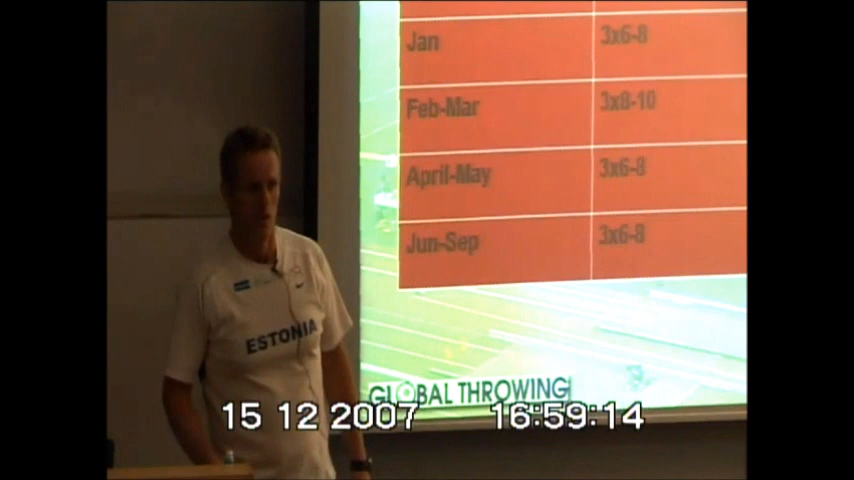 Jan 3x6-8
Feb-Mar 3x8-10
April-May 3x6-8
Jun-Sep 3x6-8
ESTONIA
GLOBAL THROWING
15 12 2007 16:59:14